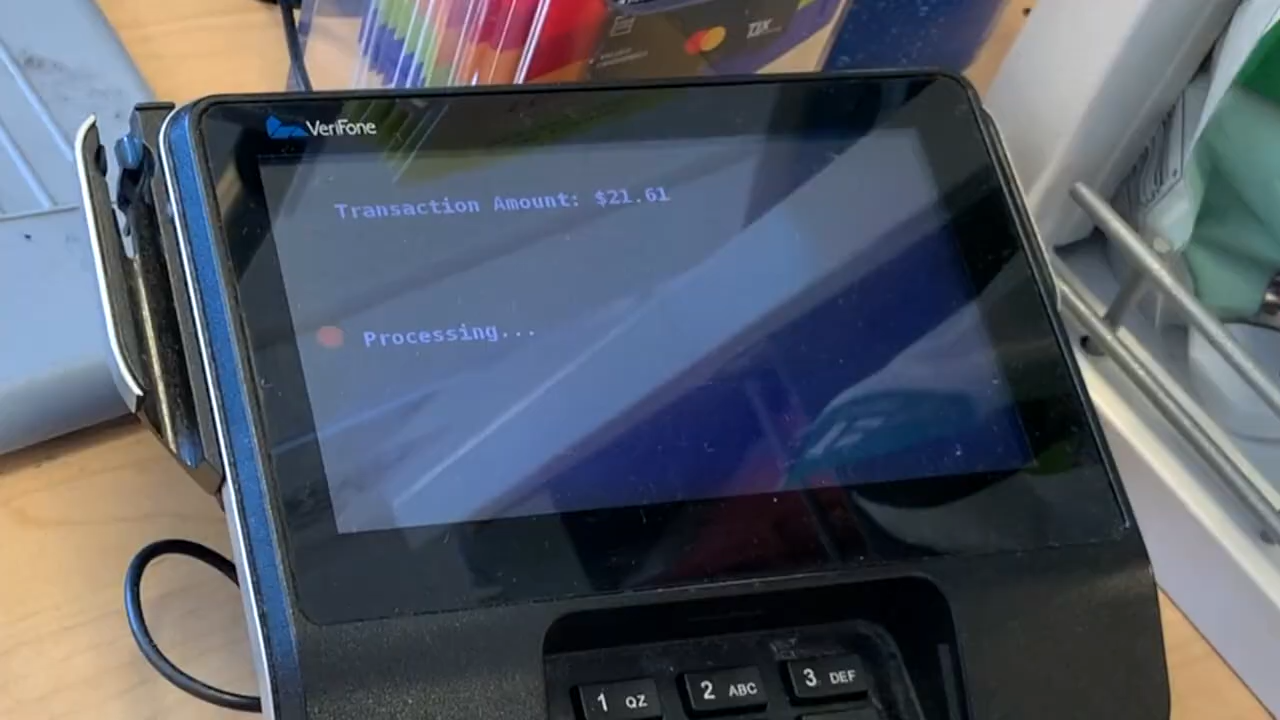 VeriFone
Transaction Amount: $21.61
Processing...
1 QZ
2 ABC
3 DEF